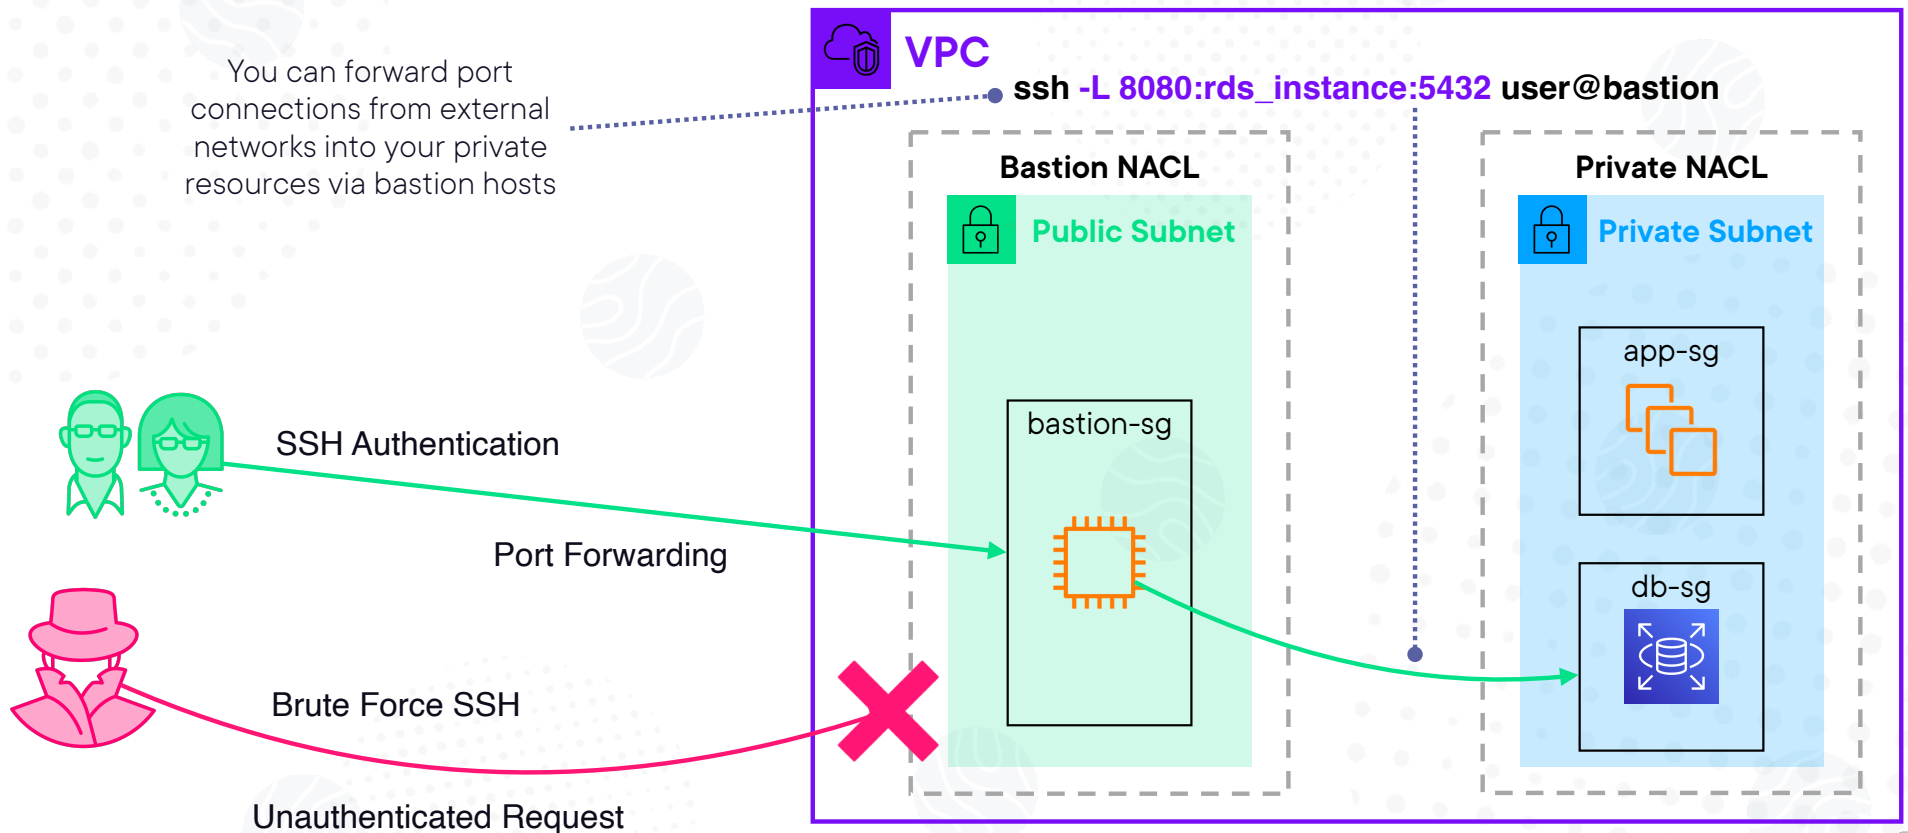 You can forward port
connections from external
networks into your private
resources via bastion hosts
VPC
ssh -L 8080:rds_instance:5432 user@bastion
Bastion NACL
Private NACL
Public Subnet
Private Subnet
app-sg
bastion-sg
SSH Authentication
Port Forwarding
db-sg
Brute Force SSH
Unauthenticated Request